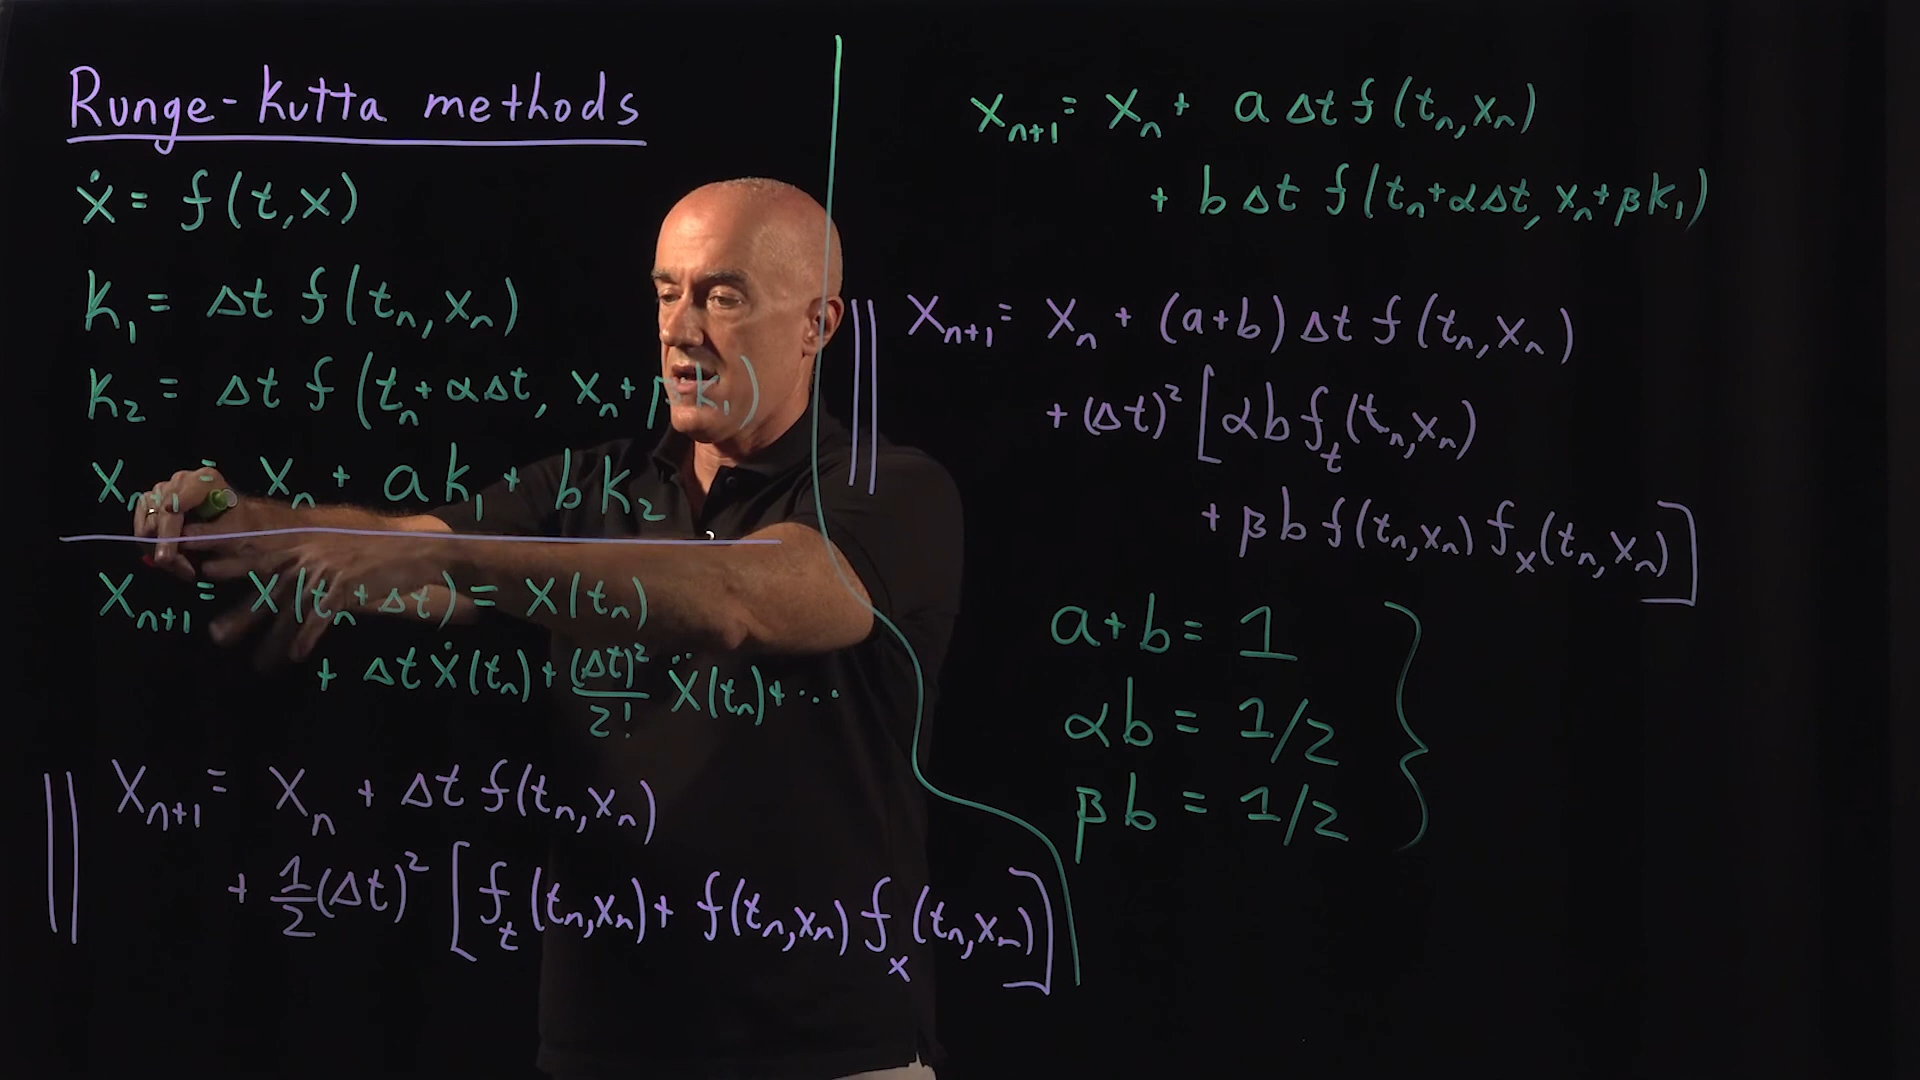 Runge-Kutta methods
ẋ = f(t,x)
K₁ = Δt f(tₙ,xₙ)
K₂ = Δt f(tₙ+αΔt, xₙ+βK₁)
xₙ₊₁ = xₙ + aK₁ + bK₂
xₙ₊₁ = x(tₙ+Δt) = x(tₙ)
+ Δt ẋ(tₙ) + (Δt)²/2! ẍ(tₙ) + ...
xₙ₊₁ = xₙ + Δt f(tₙ,xₙ)
+ 1/2 (Δt)² [fₜ(tₙ,xₙ) + f(tₙ,xₙ) fₓ(tₙ,xₙ)]
xₙ₊₁ = xₙ + a Δt f(tₙ,xₙ)
+ b Δt f(tₙ+αΔt, xₙ+βK₁)
xₙ₊₁ = xₙ + (a+b) Δt f(tₙ,xₙ)
+ (Δt)² [αb fₜ(tₙ,xₙ)
+ βb f(tₙ,xₙ) fₓ(tₙ,xₙ)]
a+b = 1
αb = 1/2
βb = 1/2